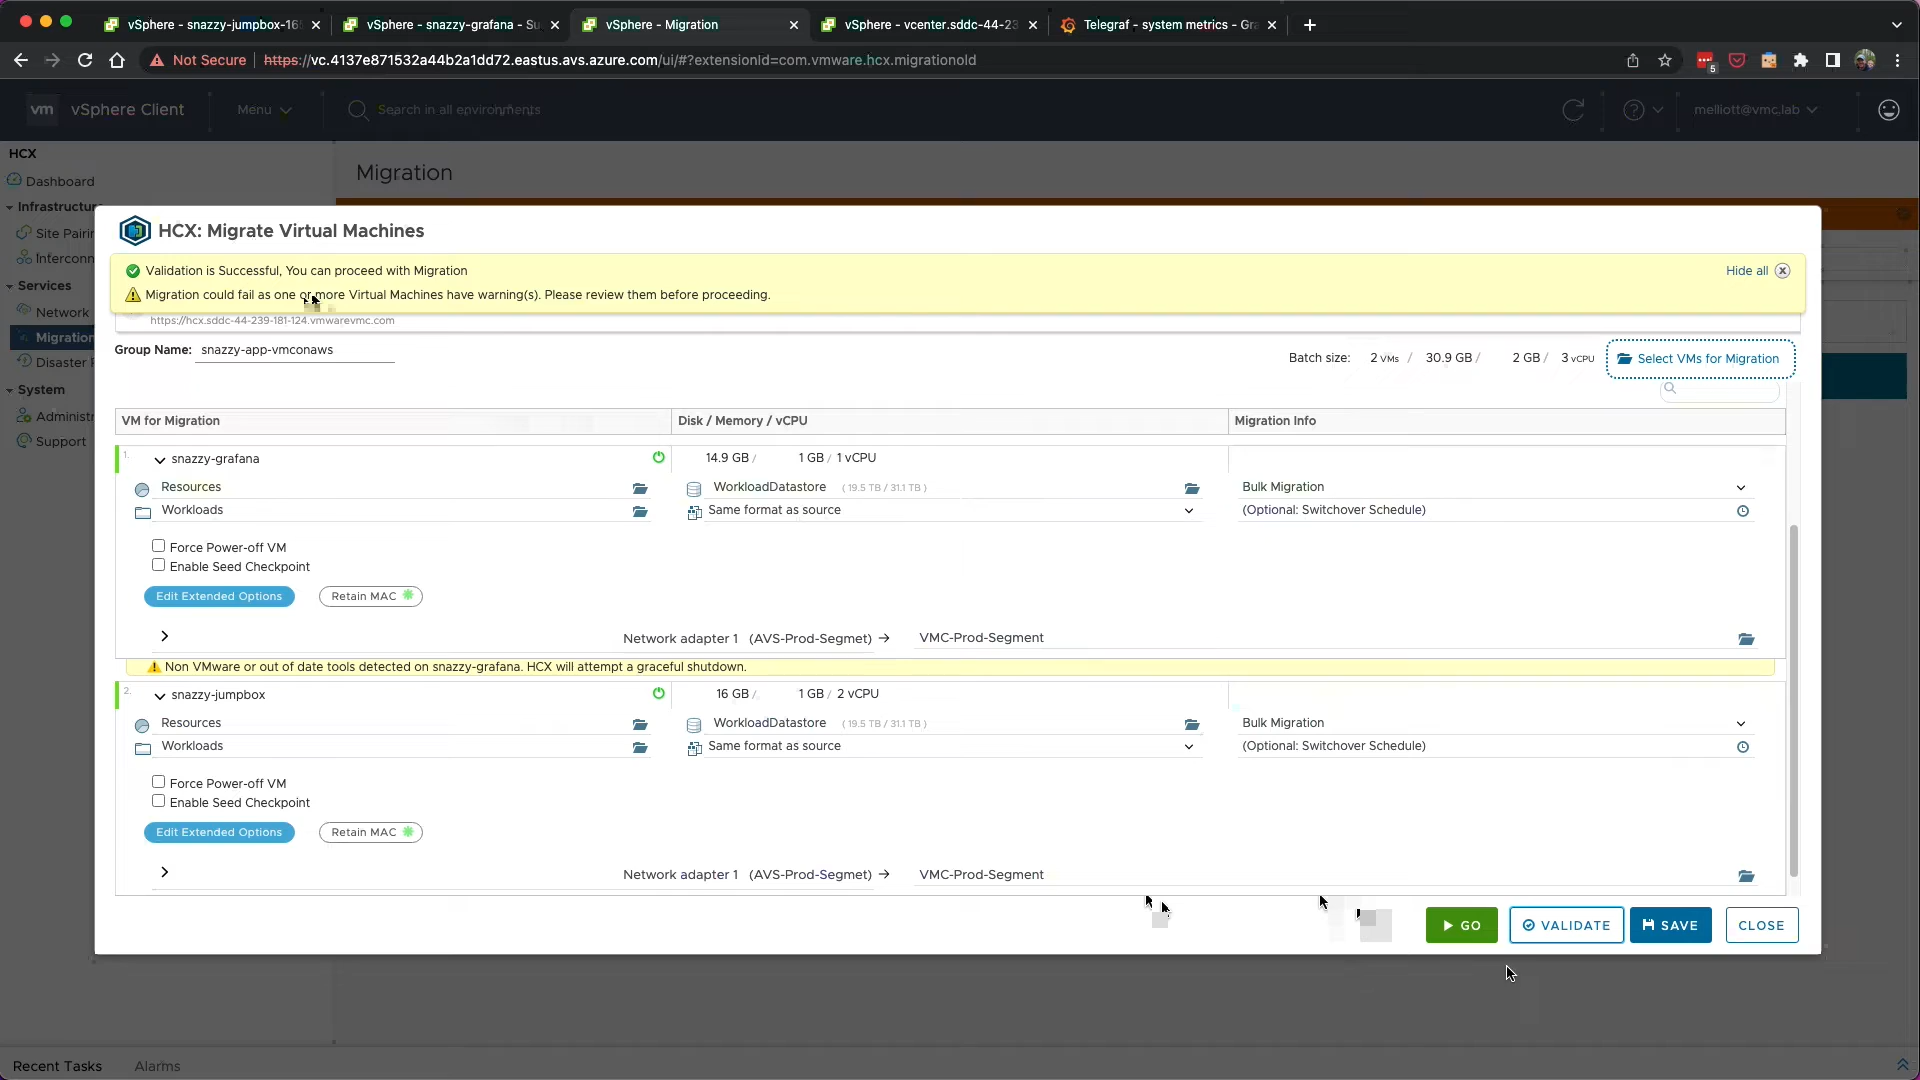 vSphere - snazzy-jumpbox-16
vSphere - snazzy-grafana - Su
vSphere - Migration
vSphere - vcenter.sddc-44-23
Telegraf - system metrics - Gra
Not Secure
https://vc.4137e871532a44b2a1dd72.eastus.avs.azure.com/ui/#?extensionId=com.vmware.hcx.migrationold
5
vm
vSphere Client
Menu
Search in all environments
melliott@vmc.lab
HCX
Dashboard
Infrastructure
Site Pairi
Interconn
Services
Network
Migration
Disaster
System
Administr
Support
Migration
HCX: Migrate Virtual Machines
Validation is Successful, You can proceed with Migration
Hide all
Migration could fail as one or more Virtual Machines have warning(s). Please review them before proceeding.
https://hcx.sddc-44-239-181-124.vmwarevmc.com
Group Name: snazzy-app-vmconaws
Batch size: 2 VMs / 30.9 GB / 2 GB / 3 vCPU
Select VMs for Migration
VM for Migration
Disk / Memory / vCPU
Migration Info
1. snazzy-grafana
14.9 GB / 1 GB / 1 vCPU
Resources
WorkloadDatastore ( 19.5 TB / 31.1 TB )
Bulk Migration
Workloads
Same format as source
(Optional: Switchover Schedule)
Force Power-off VM
Enable Seed Checkpoint
Edit Extended Options
Retain MAC
Network adapter 1 (AVS-Prod-Segmet) → VMC-Prod-Segment
Non VMware or out of date tools detected on snazzy-grafana. HCX will attempt a graceful shutdown.
2. snazzy-jumpbox
16 GB / 1 GB / 2 vCPU
Resources
WorkloadDatastore ( 19.5 TB / 31.1 TB )
Bulk Migration
Workloads
Same format as source
(Optional: Switchover Schedule)
Force Power-off VM
Enable Seed Checkpoint
Edit Extended Options
Retain MAC
Network adapter 1 (AVS-Prod-Segmet) → VMC-Prod-Segment
GO
VALIDATE
SAVE
CLOSE
Recent Tasks
Alarms